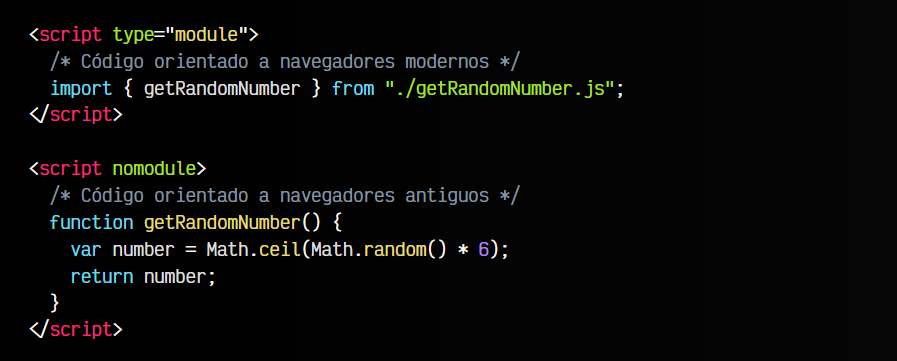 <script type="module">
  /* Código orientado a navegadores modernos */
  import { getRandomNumber } from "./getRandomNumber.js";
</script>

<script nomodule>
  /* Código orientado a navegadores antiguos */
  function getRandomNumber() {
    var number = Math.ceil(Math.random() * 6);
    return number;
  }
</script>